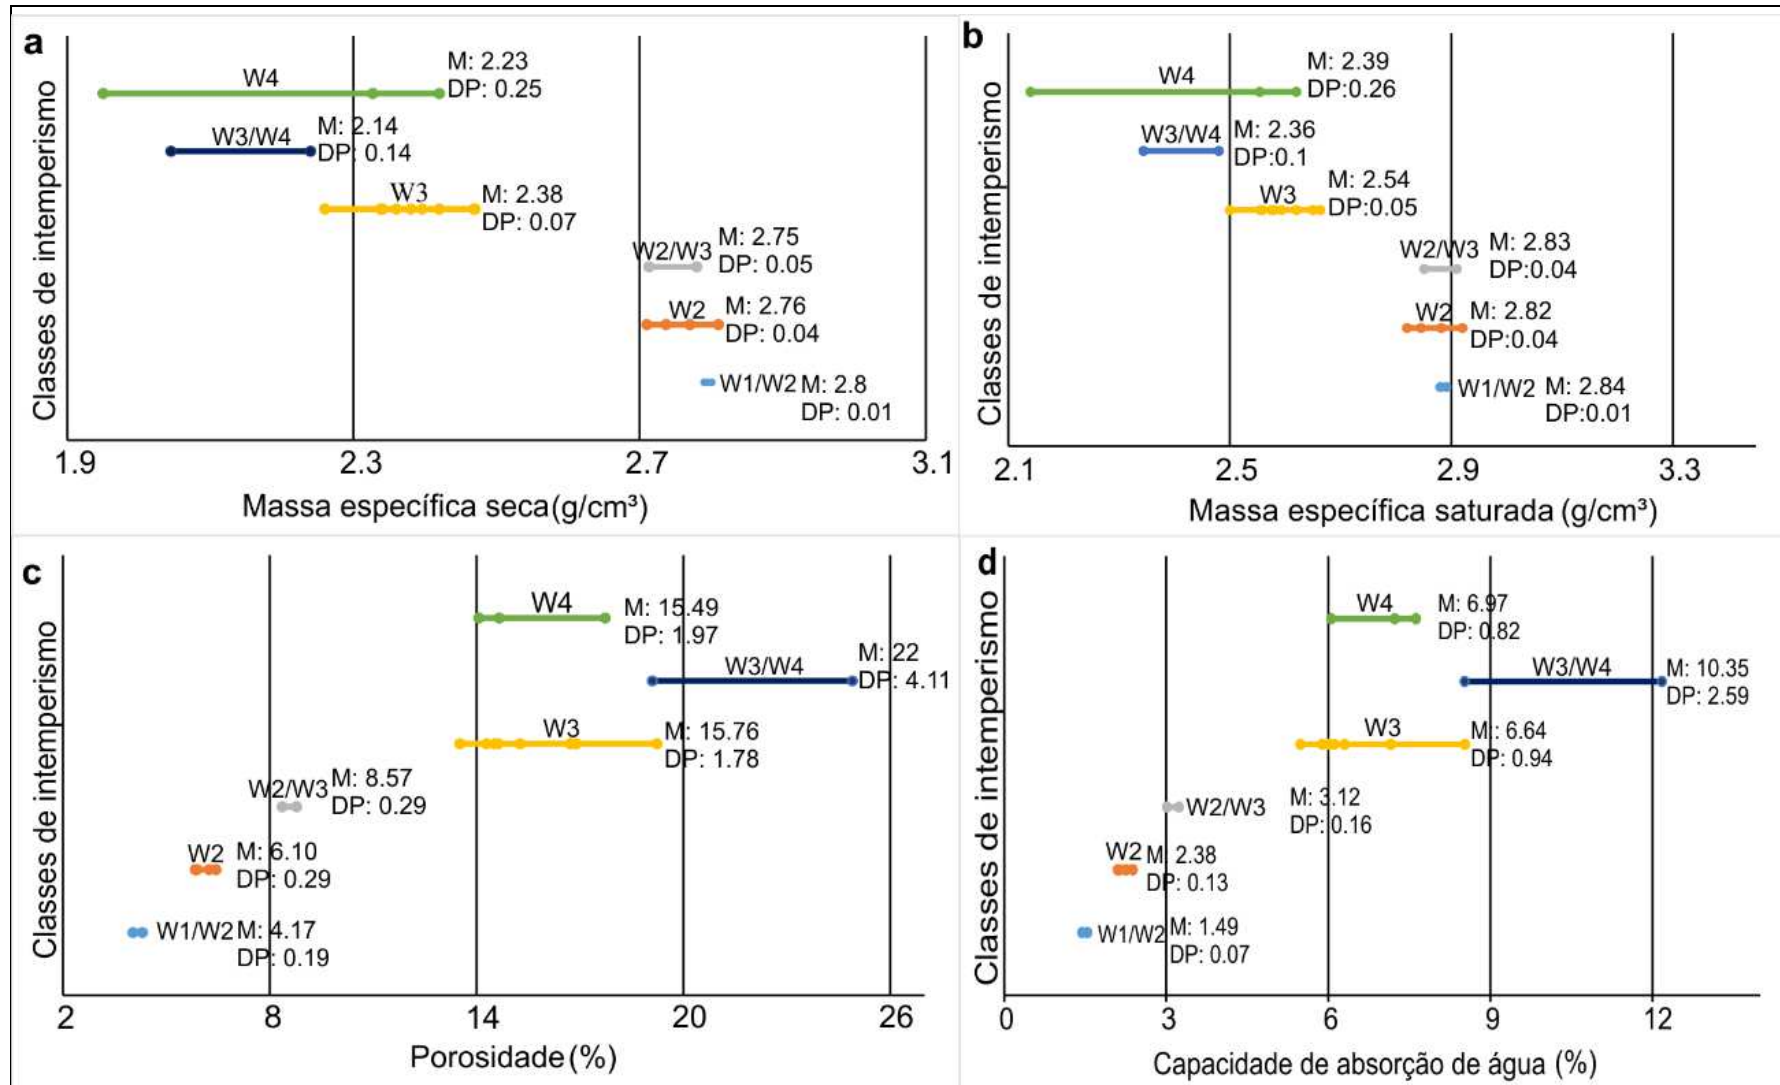 a
Classes de intemperismo
W4
M: 2.23
DP: 0.25
W3/W4
M: 2.14
DP: 0.14
W3
M: 2.38
DP: 0.07
W2/W3
M: 2.75
DP: 0.05
W2
M: 2.76
DP: 0.04
W1/W2
M: 2.8
DP: 0.01
1.9 2.3 2.7 3.1
Massa específica seca(g/cm³)
b
Classes de intemperismo
W4
M: 2.39
DP:0.26
W3/W4
M: 2.36
DP:0.1
W3
M: 2.54
DP:0.05
W2/W3
M: 2.83
DP:0.04
W2
M: 2.82
DP:0.04
W1/W2
M: 2.84
DP:0.01
2.1 2.5 2.9 3.3
Massa específica saturada (g/cm³)
c
Classes de intemperismo
W4
M: 15.49
DP: 1.97
W3/W4
M: 22
DP: 4.11
W3
M: 15.76
DP: 1.78
W2/W3
M: 8.57
DP: 0.29
W2
M: 6.10
DP: 0.29
W1/W2
M: 4.17
DP: 0.19
2 8 14 20 26
Porosidade (%)
d
Classes de intemperismo
W4
M: 6.97
DP: 0.82
W3/W4
M: 10.35
DP: 2.59
W3
M: 6.64
DP: 0.94
W2/W3
M: 3.12
DP: 0.16
W2
M: 2.38
DP: 0.13
W1/W2
M: 1.49
DP: 0.07
0 3 6 9 12
Capacidade de absorção de água (%)